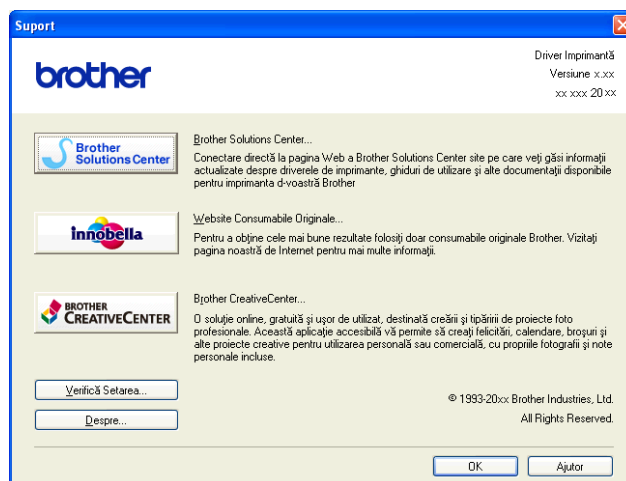 Suport
brother
Driver Imprimantă
Versiune x.xx
xx xxx 20xx
Brother
Solutions Center
Brother Solutions Center...
Conectare directă la pagina Web a Brother Solutions Center site pe care veți găsi informații
actualizate despre driverele de imprimante, ghiduri de utilizare și alte documentații disponibile
pentru imprimanta d-voastră Brother
innobella
Website Consumabile Originale...
Pentru a obține cele mai bune rezultate folosiți doar consumabile originale Brother. Vizitați
pagina noastră de Internet pentru mai multe informații.
BROTHER
CREATIVECENTER
Brother CreativeCenter...
O soluție online, gratuită și ușor de utilizat, destinată creării și tipăririi de proiecte foto
profesionale. Această aplicație accesibilă vă permite să creați felicitări, calendare, broșuri și
alte proiecte creative pentru utilizarea personală sau comercială, cu propriile fotografii și note
personale incluse.
Verifică Setarea...
Despre...
© 1993-20xx Brother Industries, Ltd.
All Rights Reserved.
OK
Ajutor